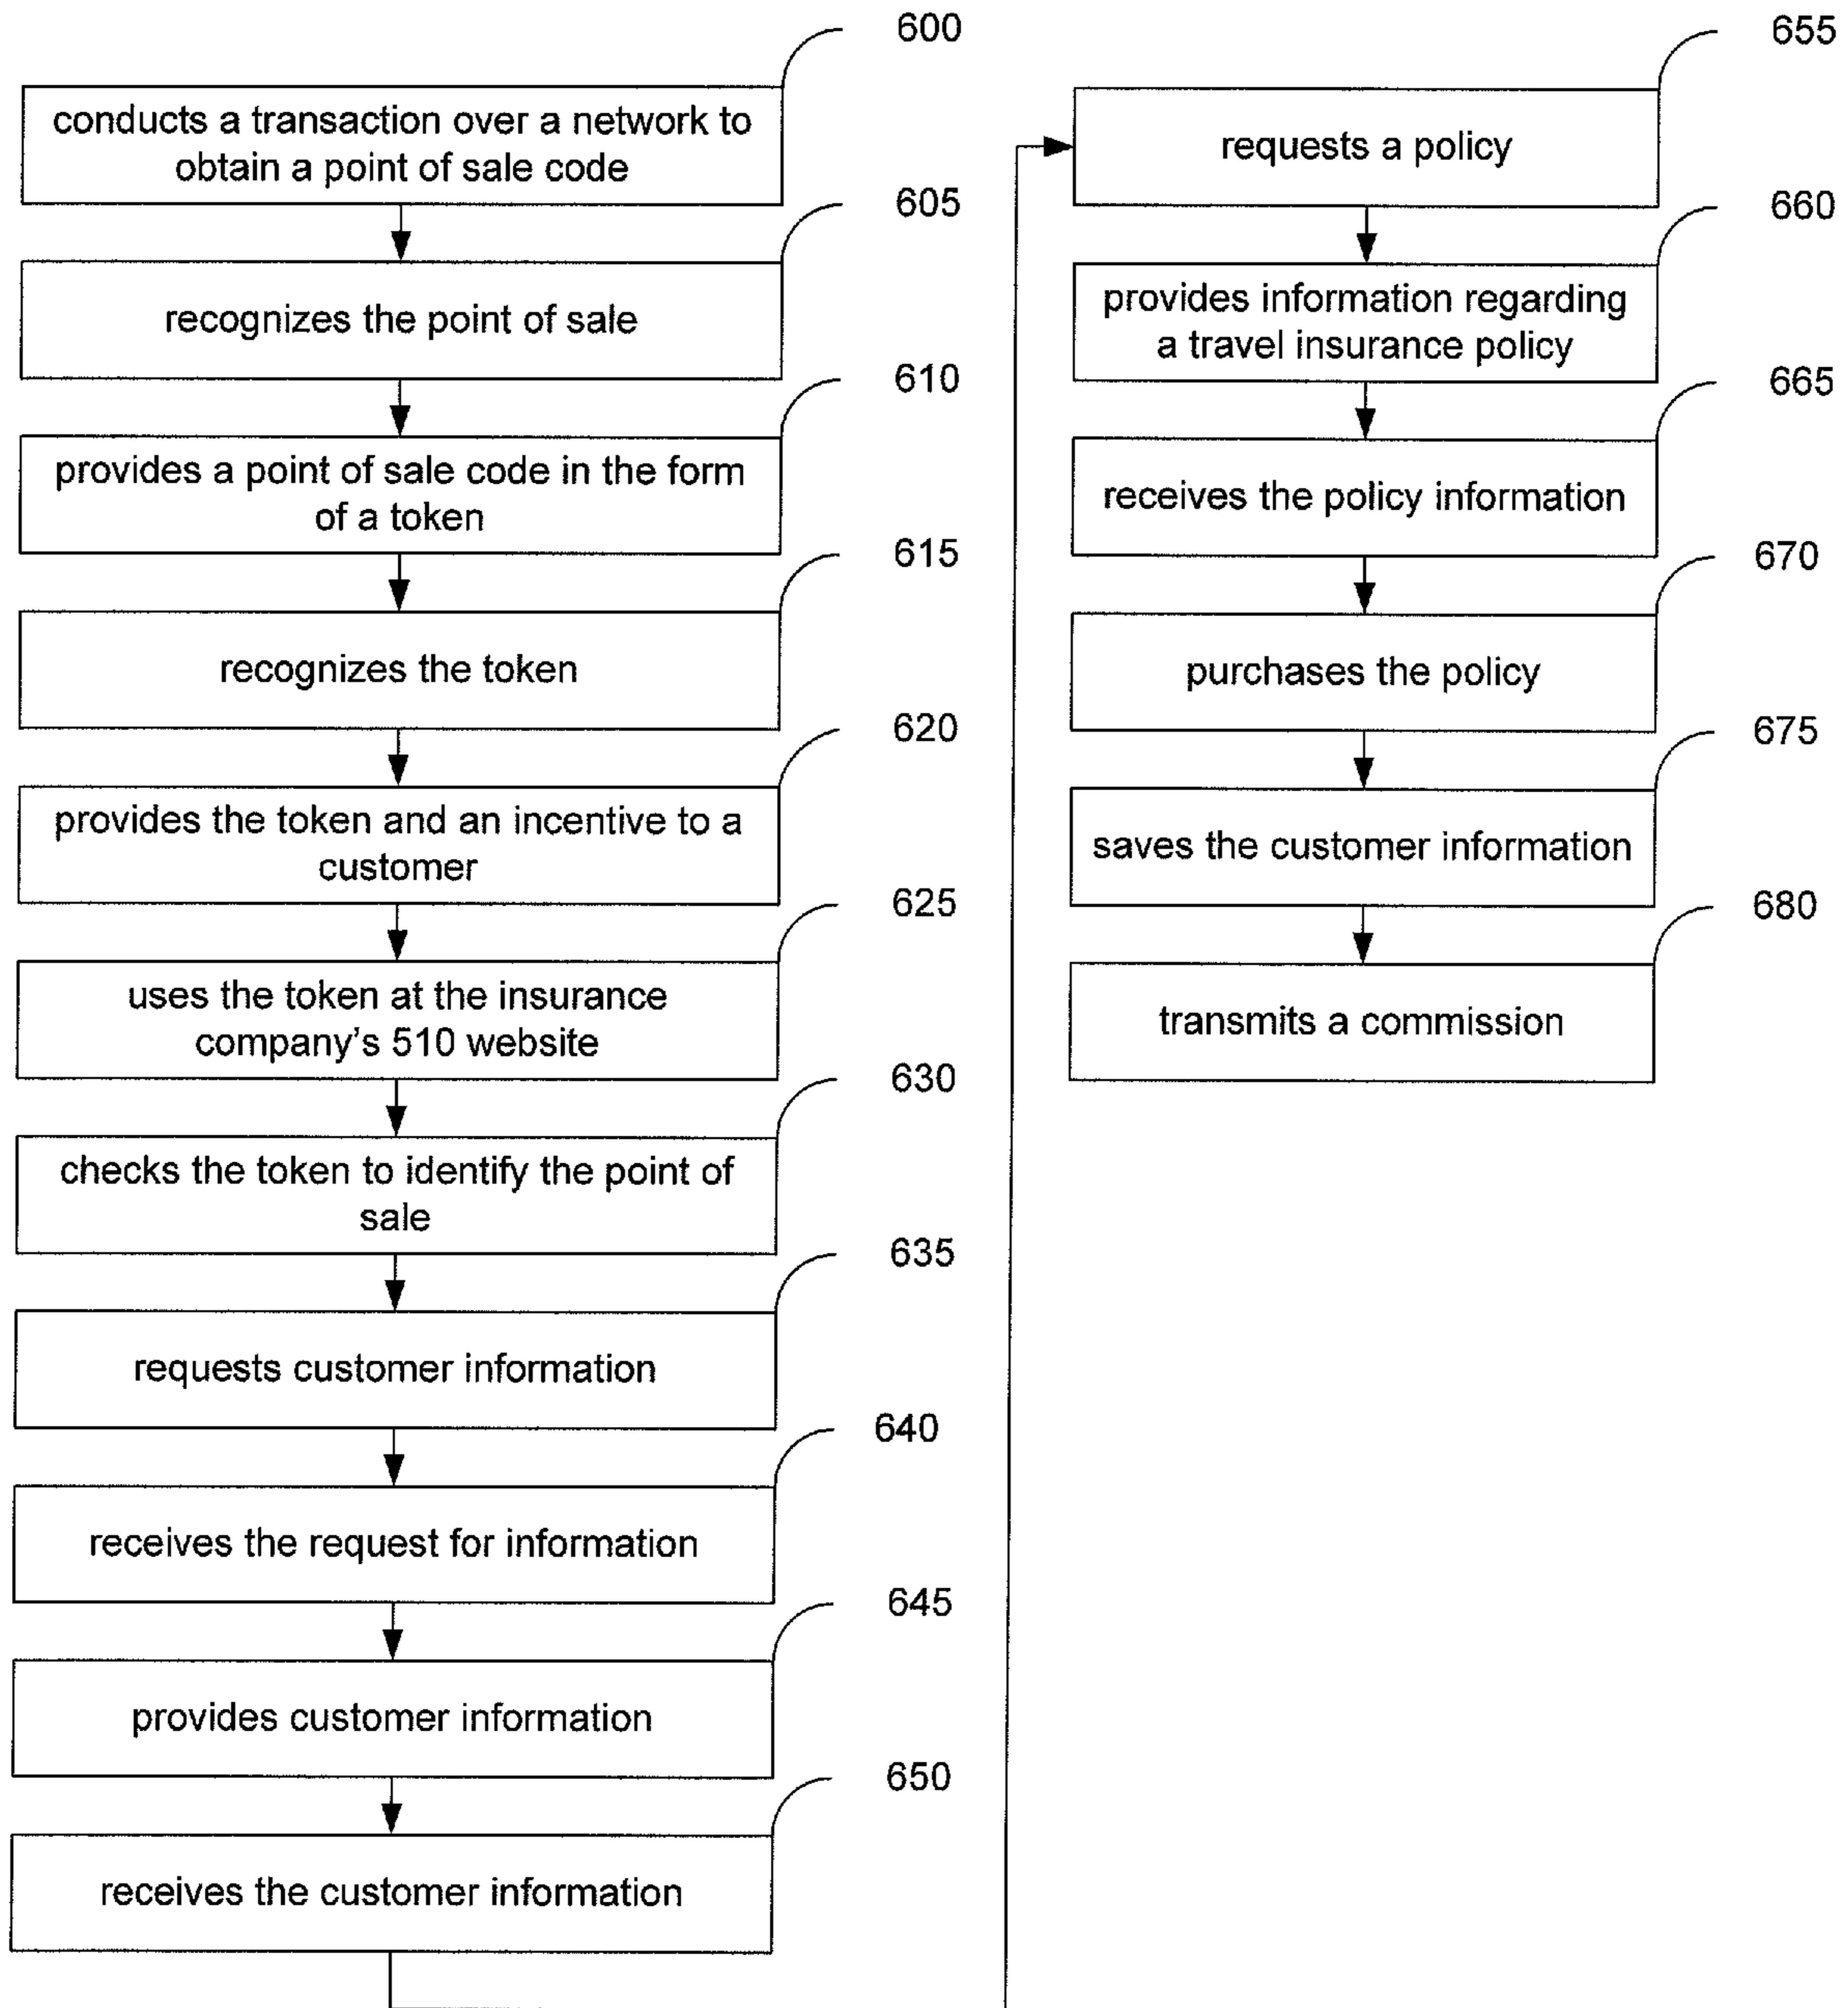 600
conducts a transaction over a network to
obtain a point of sale code
605
recognizes the point of sale
610
provides a point of sale code in the form
of a token
615
recognizes the token
620
provides the token and an incentive to a
customer
625
uses the token at the insurance
company's 510 website
630
checks the token to identify the point of
sale
635
requests customer information
640
receives the request for information
645
provides customer information
650
receives the customer information
655
requests a policy
660
provides information regarding
a travel insurance policy
665
receives the policy information
670
purchases the policy
675
saves the customer information
680
transmits a commission